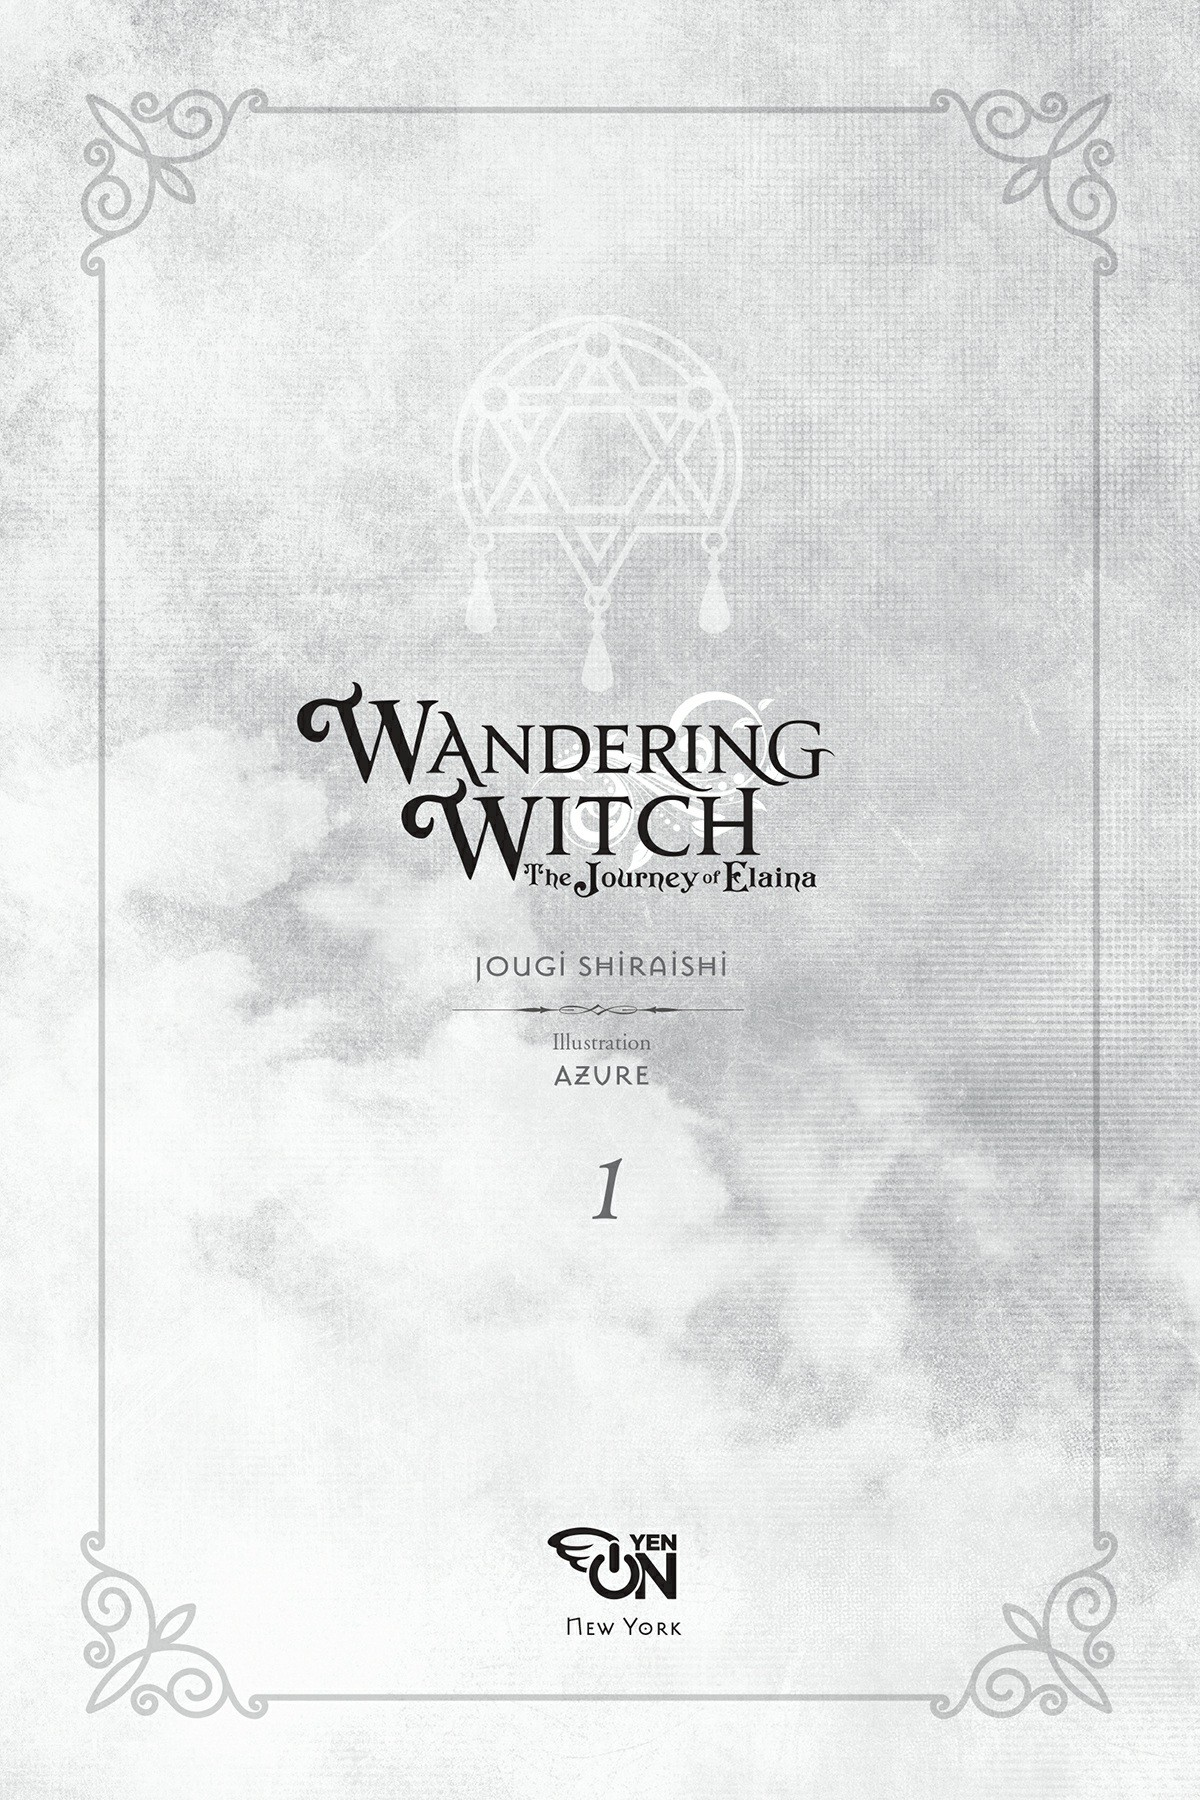 WANDERING
WITCH
The Journey of Elaina
JOUGI SHIRAISHI
Illustration
AZURE
1
YEN
ON
NEW YORK